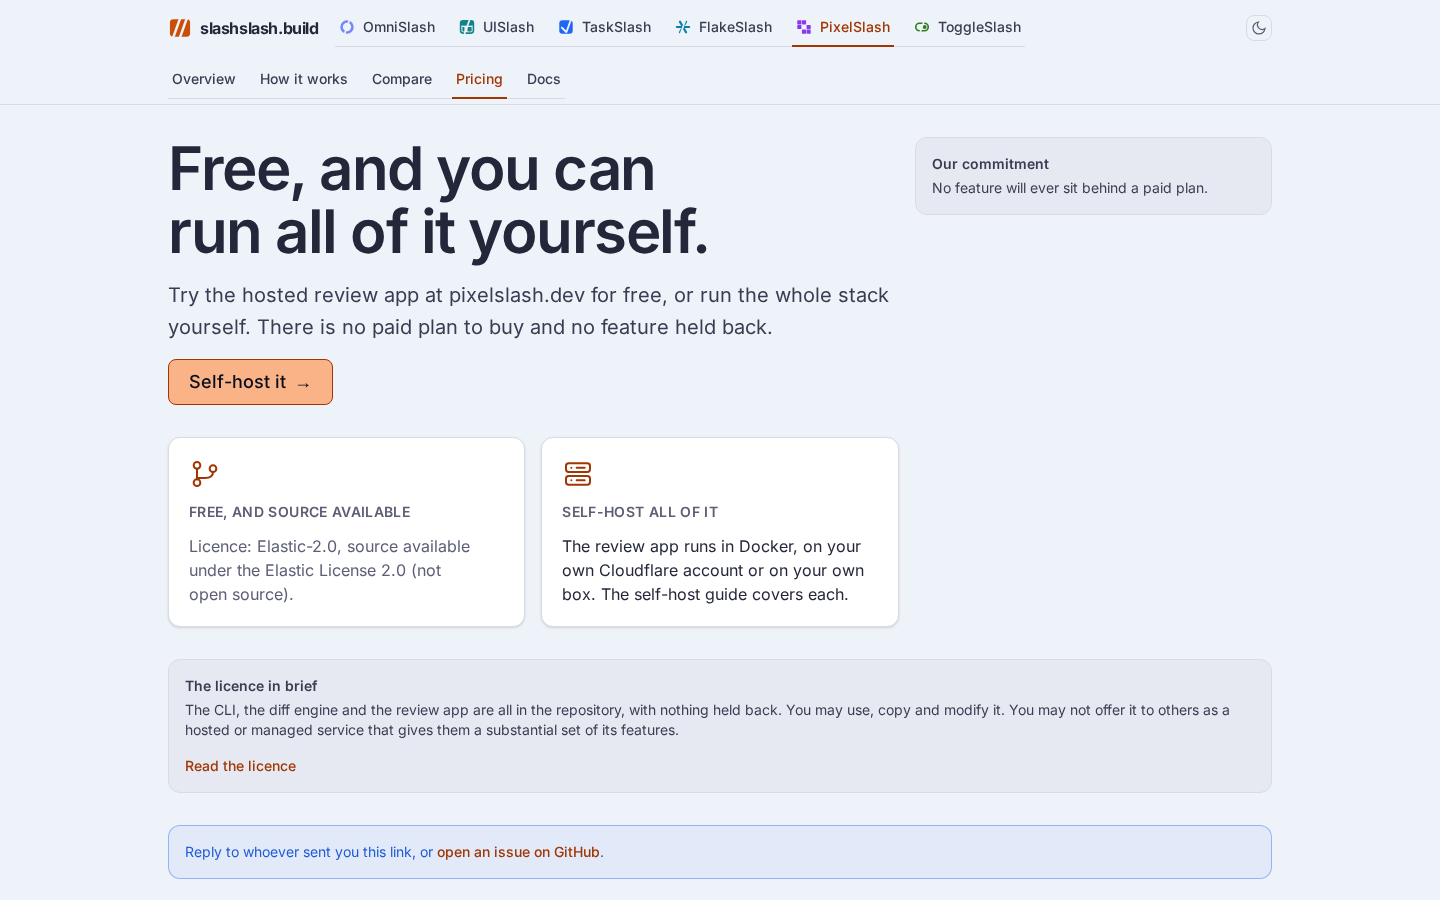 slashslash.build
OmniSlash
UISlash
TaskSlash
FlakeSlash
PixelSlash
ToggleSlash
Overview
How it works
Compare
Pricing
Docs
Free, and you can
run all of it yourself.
Try the hosted review app at pixelslash.dev for free, or run the whole stack
yourself. There is no paid plan to buy and no feature held back.
Self-host it →
Our commitment
No feature will ever sit behind a paid plan.
FREE, AND SOURCE AVAILABLE
Licence: Elastic-2.0, source available
under the Elastic License 2.0 (not
open source).
SELF-HOST ALL OF IT
The review app runs in Docker, on your
own Cloudflare account or on your own
box. The self-host guide covers each.
The licence in brief
The CLI, the diff engine and the review app are all in the repository, with nothing held back. You may use, copy and modify it. You may not offer it to others as a
hosted or managed service that gives them a substantial set of its features.
Read the licence
Reply to whoever sent you this link, or open an issue on GitHub.